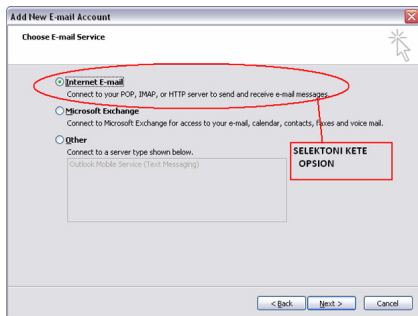 Add New E-mail Account
Choose E-mail Service
Internet E-mail
Connect to your POP, IMAP, or HTTP server to send and receive e-mail messages.
Microsoft Exchange
Connect to Microsoft Exchange for access to your e-mail, calendar, contacts, faxes and voice mail.
Other
Connect to a server type shown below.
Outlook Mobile Service (Text Messaging)
SELEKTONI KETE
OPSION
< Back
Next >
Cancel